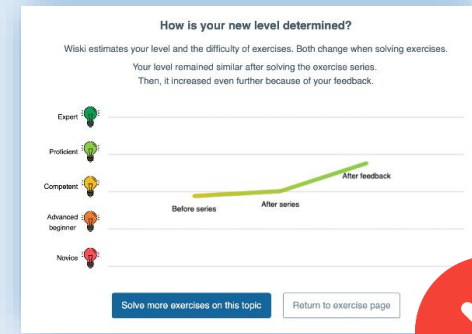 How is your new level determined?
Wiski estimates your level and the difficulty of exercises. Both change when solving exercises.
Your level remained similar after solving the exercise series.
Then, it increased even further because of your feedback.
Expert
Proficient
Competent
Advanced
beginner
Novice
Before series
After series
After feedback
Solve more exercises on this topic
Return to exercise page